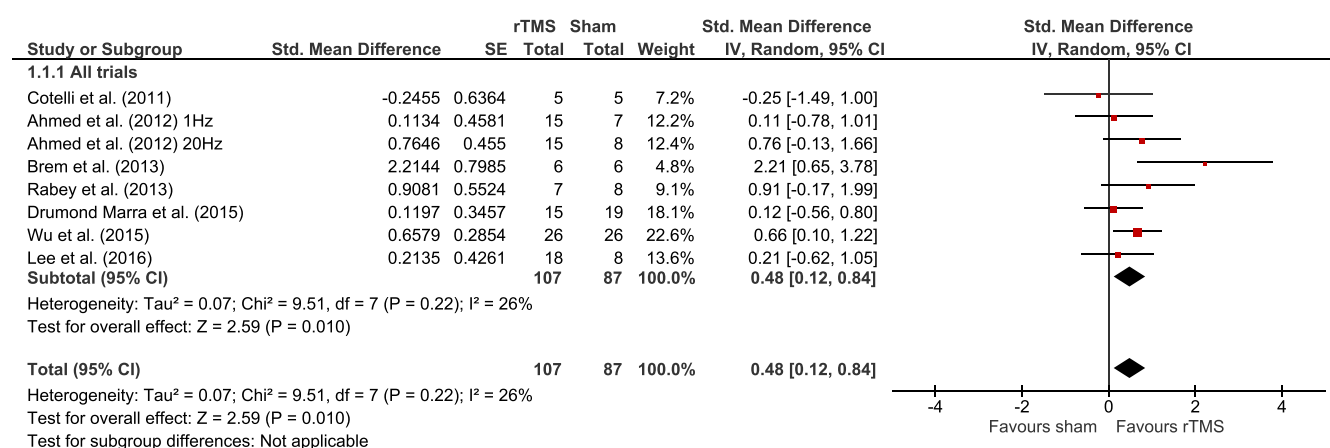 rTMS Sham Std. Mean Difference Std. Mean Difference
Study or Subgroup Std. Mean Difference SE Total Total Weight IV, Random, 95% CI IV, Random, 95% CI
1.1.1 All trials
Cotelli et al. (2011) -0.2455 0.6364 5 5 7.2% -0.25 [-1.49, 1.00]
Ahmed et al. (2012) 1Hz 0.1134 0.4581 15 7 12.2% 0.11 [-0.78, 1.01]
Ahmed et al. (2012) 20Hz 0.7646 0.455 15 8 12.4% 0.76 [-0.13, 1.66]
Brem et al. (2013) 2.2144 0.7985 6 6 4.8% 2.21 [0.65, 3.78]
Rabey et al. (2013) 0.9081 0.5524 7 8 9.1% 0.91 [-0.17, 1.99]
Drumond Marra et al. (2015) 0.1197 0.3457 15 19 18.1% 0.12 [-0.56, 0.80]
Wu et al. (2015) 0.6579 0.2854 26 26 22.6% 0.66 [0.10, 1.22]
Lee et al. (2016) 0.2135 0.4261 18 8 13.6% 0.21 [-0.62, 1.05]
Subtotal (95% CI) 107 87 100.0% 0.48 [0.12, 0.84]
Heterogeneity: Tau² = 0.07; Chi² = 9.51, df = 7 (P = 0.22); I² = 26%
Test for overall effect: Z = 2.59 (P = 0.010)
Total (95% CI) 107 87 100.0% 0.48 [0.12, 0.84]
Heterogeneity: Tau² = 0.07; Chi² = 9.51, df = 7 (P = 0.22); I² = 26%
Test for overall effect: Z = 2.59 (P = 0.010)
Test for subgroup differences: Not applicable
-4 -2 0 2 4
Favours sham Favours rTMS